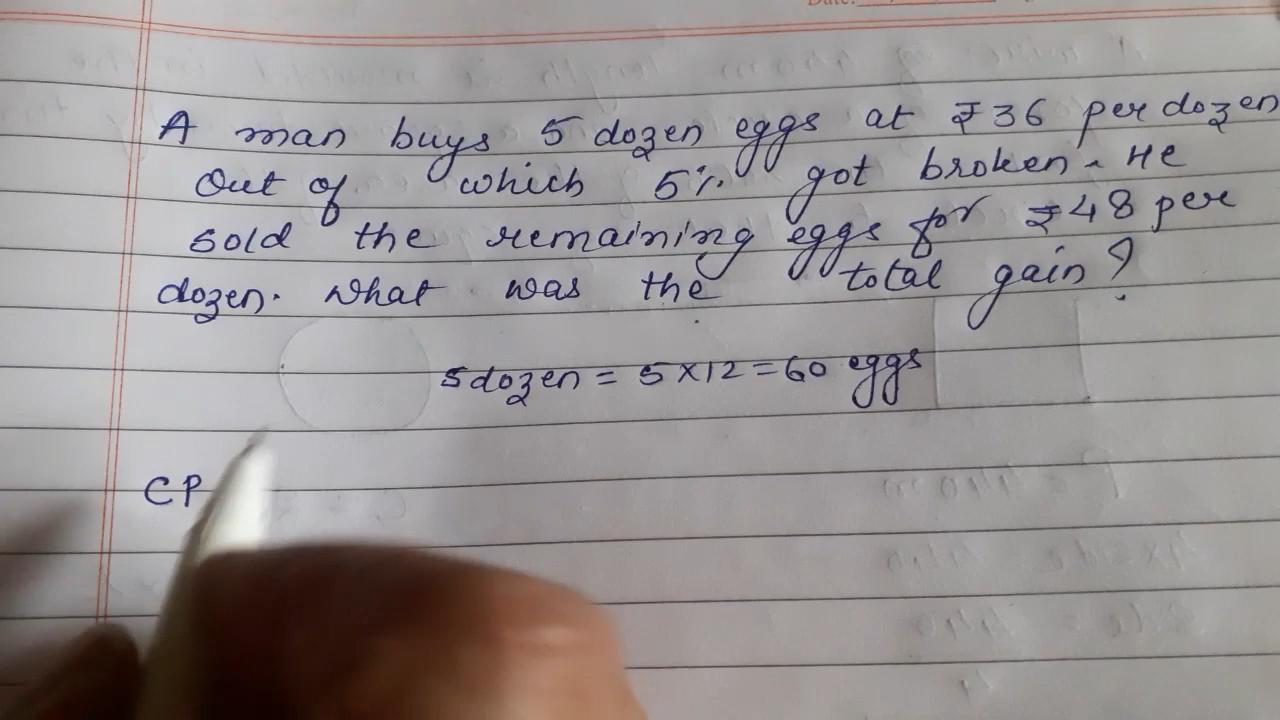 Date:
A man buys 5 dozen eggs at ₹36 per dozen
Out of which 5% got broken. He
sold the remaining eggs for ₹48 per
dozen. What was the total gain?
5 dozen = 5×12 = 60 eggs
CP